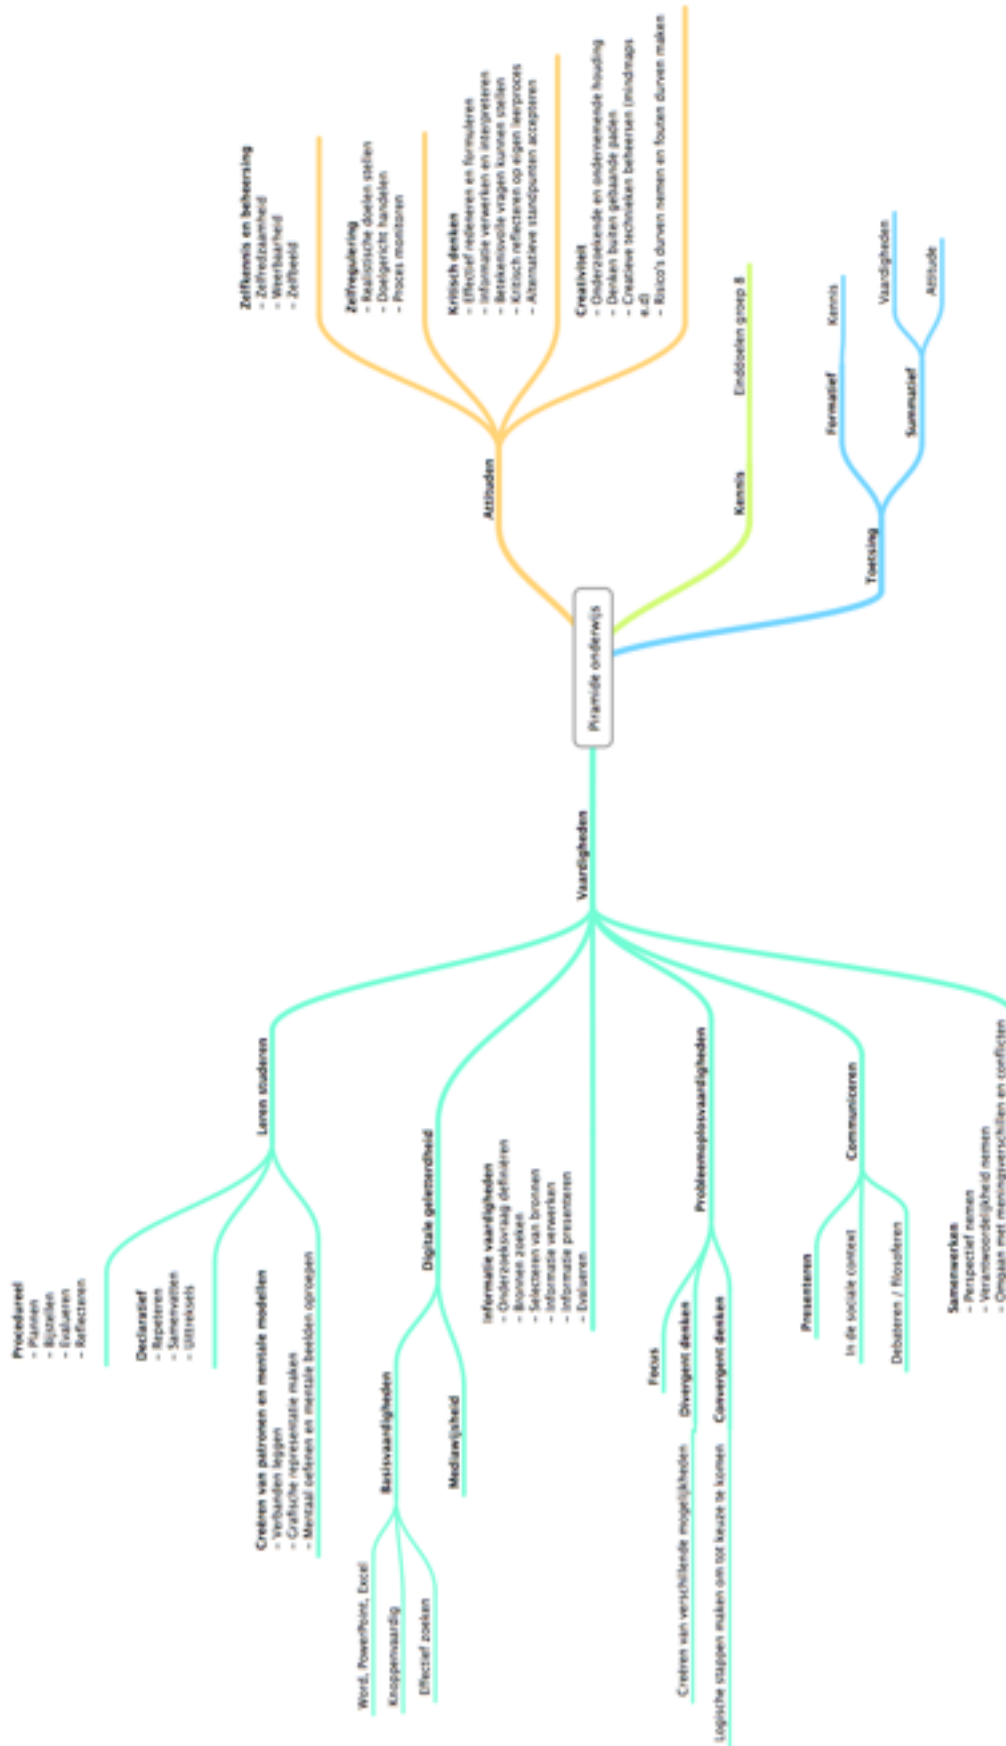 Piramide onderwijs
Vaardigheden
Leren studeren
Procedureel
- Plannen
- Bijstellen
- Evalueren
- Reflecteren
Declaratief
- Repeteren
- Samenvatten
- Uittreksels
Creëren van patronen en mentale modellen
- Verbanden leggen
- Grafische representatie maken
- Mentaal oefenen en mentale beelden oproepen
Digitale geletterdheid
Basisvaardigheden
Word, PowerPoint, Excel
Knoppenvaardig
Effectief zoeken
Mediawijsheid
Informatie vaardigheden
- Onderzoeksvraag definiëren
- Bronnen zoeken
- Selecteren van bronnen
- Informatie verwerken
- Informatie presenteren
- Evalueren
Probleemoplosvaardigheden
Focus
Divergent denken
Creëren van verschillende mogelijkheden
Convergent denken
Logische stappen maken om tot keuze te komen
Communiceren
Presenteren
In de sociale context
Debateren / filosoferen
Samenwerken
- Perspectief nemen
- Verantwoordelijkheid nemen
- Omgaan met meningsverschillen en conflicten
Attituden
Zelfkennis en beheersing
- Zelfredzaamheid
- Weerbaarheid
- Zelfbeeld
Zelfregulering
- Realistische doelen stellen
- Doelgericht handelen
- Proces monitoren
Kritisch denken
- Effectief redeneren en formuleren
- Informatie verwerken en interpreteren
- Betekenisvolle vragen kunnen stellen
- Kritisch reflecteren op eigen leerproces
- Alternatieve standpunten accepteren
Creativiteit
- Onderzoekende en ondernemende houding
- Denken buiten gebaande paden
- Creatieve technieken beheersen (mindmaps
e.d)
- Risico's durven nemen en fouten durven maken
Kennis
Einddoelen groep 8
Toetsing
Formatief
Kennis
Summatief
Vaardigheden
Attitude